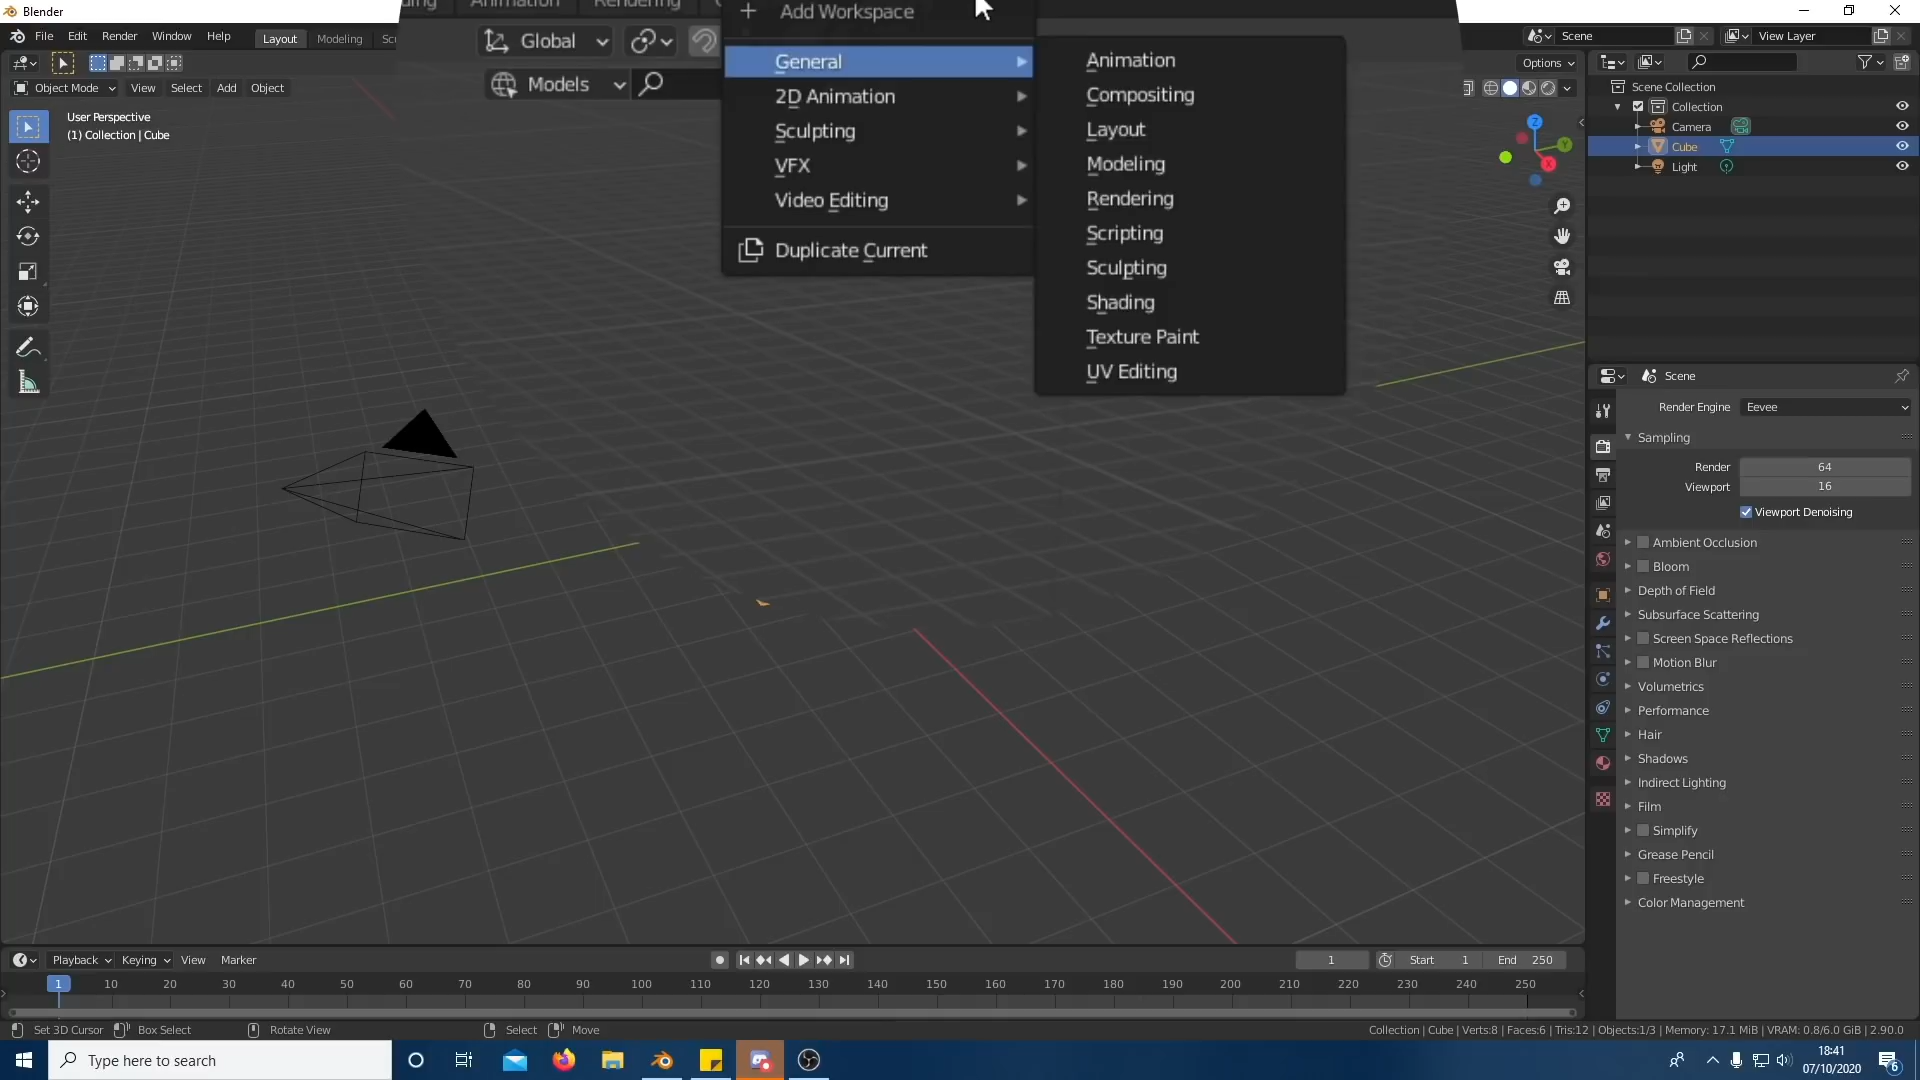 Blender
File Edit Render Window Help Layout Modeling
Animation Rendering
Add Workspace
Scene View Layer
Global
Options
Object Mode View Select Add Object
Models
General
2D Animation
Sculpting
VFX
Video Editing
Duplicate Current
Animation
Compositing
Layout
Modeling
Rendering
Scripting
Sculpting
Shading
Texture Paint
UV Editing
User Perspective
(1) Collection | Cube
Z
Y
X
Scene Collection
Collection
Camera
Cube
Light
Scene
Render Engine Eevee
Sampling
Render 64
Viewport 16
Viewport Denoising
Ambient Occlusion
Bloom
Depth of Field
Subsurface Scattering
Screen Space Reflections
Motion Blur
Volumetrics
Performance
Hair
Shadows
Indirect Lighting
Film
Simplify
Grease Pencil
Freestyle
Color Management
Playback Keying View Marker 1 Start 1 End 250
1 10 20 30 40 50 60 70 80 90 100 110 120 130 140 150 160 170 180 190 200 210 220 230 240 250
Set 3D Cursor Box Select Rotate View Select Move Collection | Cube | Verts:8 | Faces:6 | Tris:12 | Objects:1/3 | Memory: 17.1 MiB | VRAM: 0.8/6.0 GiB | 2.90.0
Type here to search
18:41
07/10/2020
6